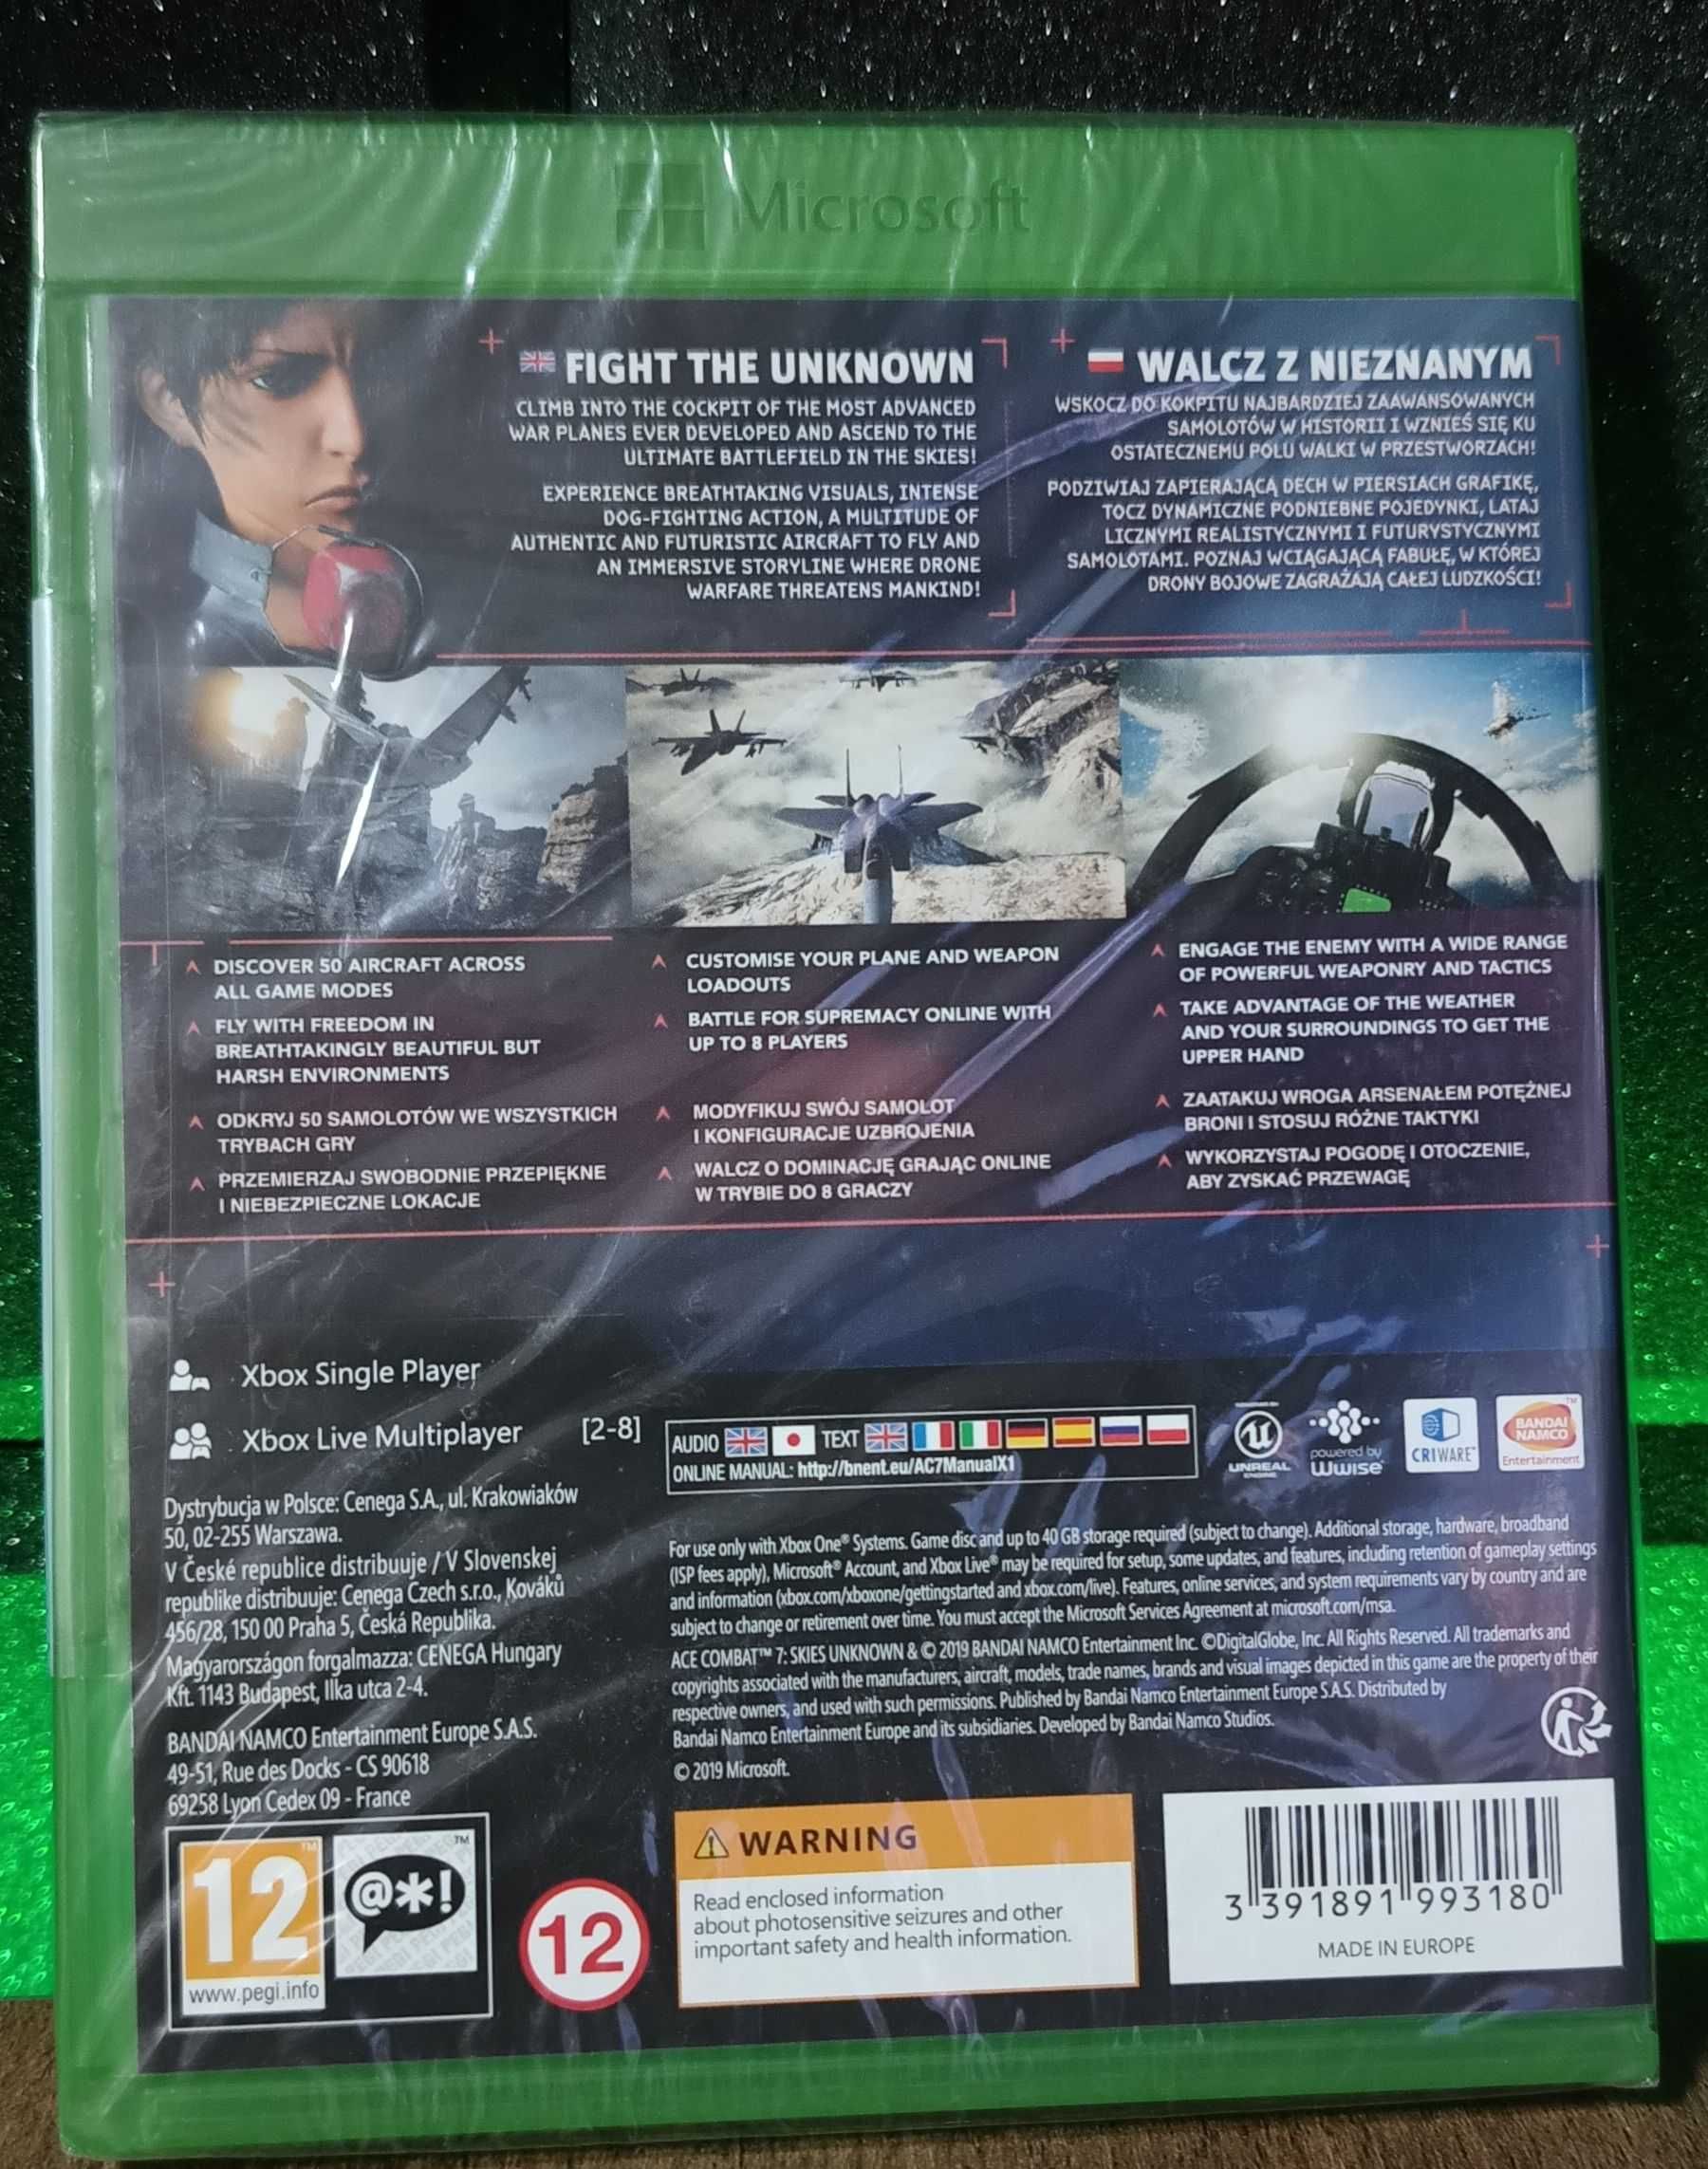 Microsoft
FIGHT THE UNKNOWN
CLIMB INTO THE COCKPIT OF THE MOST ADVANCED
WAR PLANES EVER DEVELOPED AND ASCEND TO THE
ULTIMATE BATTLEFIELD IN THE SKIES!
EXPERIENCE BREATHTAKING VISUALS, INTENSE
DOG-FIGHTING ACTION, A MULTITUDE OF
AUTHENTIC AND FUTURISTIC AIRCRAFT TO FLY AND
AN IMMERSIVE STORYLINE WHERE DRONE
WARFARE THREATENS MANKIND!
WALCZ Z NIEZNANYM
WSKOCZ DO KOKPITU NAJBARDZIEJ ZAAWANSOWANYCH
SAMOLOTÓW W HISTORII I WZNIEŚ SIĘ KU
OSTATECZNEMU POLU WALKI W PRZESTWORZACH!
PODZIWIAJ ZAPIERAJĄCĄ DECH W PIERSIACH GRAFIKĘ,
TOCZ DYNAMICZNE PODNIEBNE POJEDYNKI, LATAJ
LICZNYMI REALISTYCZNYMI I FUTURYSTYCZNYMI
SAMOLOTAMI. POZNAJ WCIĄGAJĄCĄ FABUŁĘ, W KTÓREJ
DRONY BOJOWE ZAGRAŻAJĄ CAŁEJ LUDZKOŚCI!
DISCOVER 50 AIRCRAFT ACROSS
ALL GAME MODES
FLY WITH FREEDOM IN
BREATHTAKINGLY BEAUTIFUL BUT
HARSH ENVIRONMENTS
ODKRYJ 50 SAMOLOTÓW WE WSZYSTKICH
TRYBACH GRY
PRZEMIERZAJ SWOBODNIE PRZEPIĘKNE
I NIEBEZPIECZNE LOKACJE
CUSTOMISE YOUR PLANE AND WEAPON
LOADOUTS
BATTLE FOR SUPREMACY ONLINE WITH
UP TO 8 PLAYERS
MODYFIKUJ SWÓJ SAMOLOT
I KONFIGURACJE UZBROJENIA
WALCZ O DOMINACJĘ GRAJĄC ONLINE
W TRYBIE DO 8 GRACZY
ENGAGE THE ENEMY WITH A WIDE RANGE
OF POWERFUL WEAPONRY AND TACTICS
TAKE ADVANTAGE OF THE WEATHER
AND YOUR SURROUNDINGS TO GET THE
UPPER HAND
ZAATAKUJ WROGA ARSENAŁEM POTĘŻNEJ
BRONI I STOSUJ RÓŻNE TAKTYKI
WYKORZYSTAJ POGODĘ I OTOCZENIE,
ABY ZYSKAĆ PRZEWAGĘ
Xbox Single Player
Xbox Live Multiplayer [2-8]
AUDIO TEXT
ONLINE MANUAL: http://bnent.eu/AC7ManualX1
UNREAL
ENGINE
powered by
Wwise
CRIWARE
BANDAI
NAMCO
Entertainment
Dystrybucja w Polsce: Cenega S.A., ul. Krakowiaków
50, 02-255 Warszawa.
V České republice distribuuje / V Slovenskej
republike distribuuje: Cenega Czech s.r.o., Kováků
456/28, 150 00 Praha 5, Česká Republika.
Magyarországon forgalmazza: CENEGA Hungary
Kft. 1143 Budapest, Ilka utca 2-4.
BANDAI NAMCO Entertainment Europe S.A.S.
49-51, Rue des Docks - CS 90618
69258 Lyon Cedex 09 - France
For use only with Xbox One® Systems. Game disc and up to 40 GB storage required (subject to change). Additional storage, hardware, broadband
(ISP fees apply), Microsoft® Account, and Xbox Live® may be required for setup, some updates, and features, including retention of gameplay settings
and information (xbox.com/xboxone/gettingstarted and xbox.com/live). Features, online services, and system requirements vary by country and are
subject to change or retirement over time. You must accept the Microsoft Services Agreement at microsoft.com/msa.
ACE COMBAT™ 7: SKIES UNKNOWN & © 2019 BANDAI NAMCO Entertainment Inc. ©DigitalGlobe, Inc. All Rights Reserved. All trademarks and
copyrights associated with the manufacturers, aircraft, models, trade names, brands and visual images depicted in this game are the property of their
respective owners, and used with such permissions. Published by Bandai Namco Entertainment Europe S.A.S. Distributed by
Bandai Namco Entertainment Europe and its subsidiaries. Developed by Bandai Namco Studios.
© 2019 Microsoft.
12
www.pegi.info
@*!
12
WARNING
Read enclosed information
about photosensitive seizures and other
important safety and health information.
3 391891 993180
MADE IN EUROPE